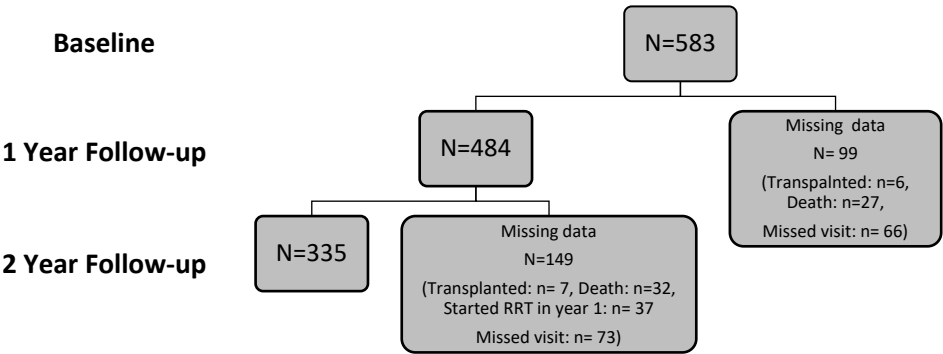 Baseline
N=583
1 Year Follow-up
N=484
Missing data
N= 99
(Transpalnted: n=6,
Death: n=27,
Missed visit: n= 66)
2 Year Follow-up
N=335
Missing data
N=149
(Transplanted: n= 7, Death: n=32,
Started RRT in year 1: n= 37
Missed visit: n= 73)